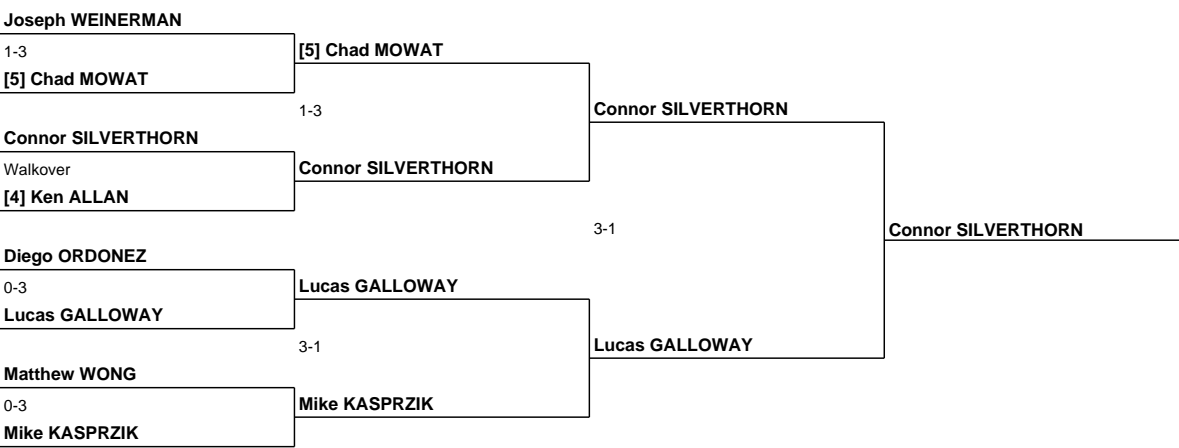 Joseph WEINERMAN
1-3
[5] Chad MOWAT
[5] Chad MOWAT
1-3
Connor SILVERTHORN
Connor SILVERTHORN
Walkover
Connor SILVERTHORN
[4] Ken ALLAN
3-1
Connor SILVERTHORN
Diego ORDONEZ
0-3
Lucas GALLOWAY
Lucas GALLOWAY
3-1
Lucas GALLOWAY
Matthew WONG
0-3
Mike KASPRZIK
Mike KASPRZIK